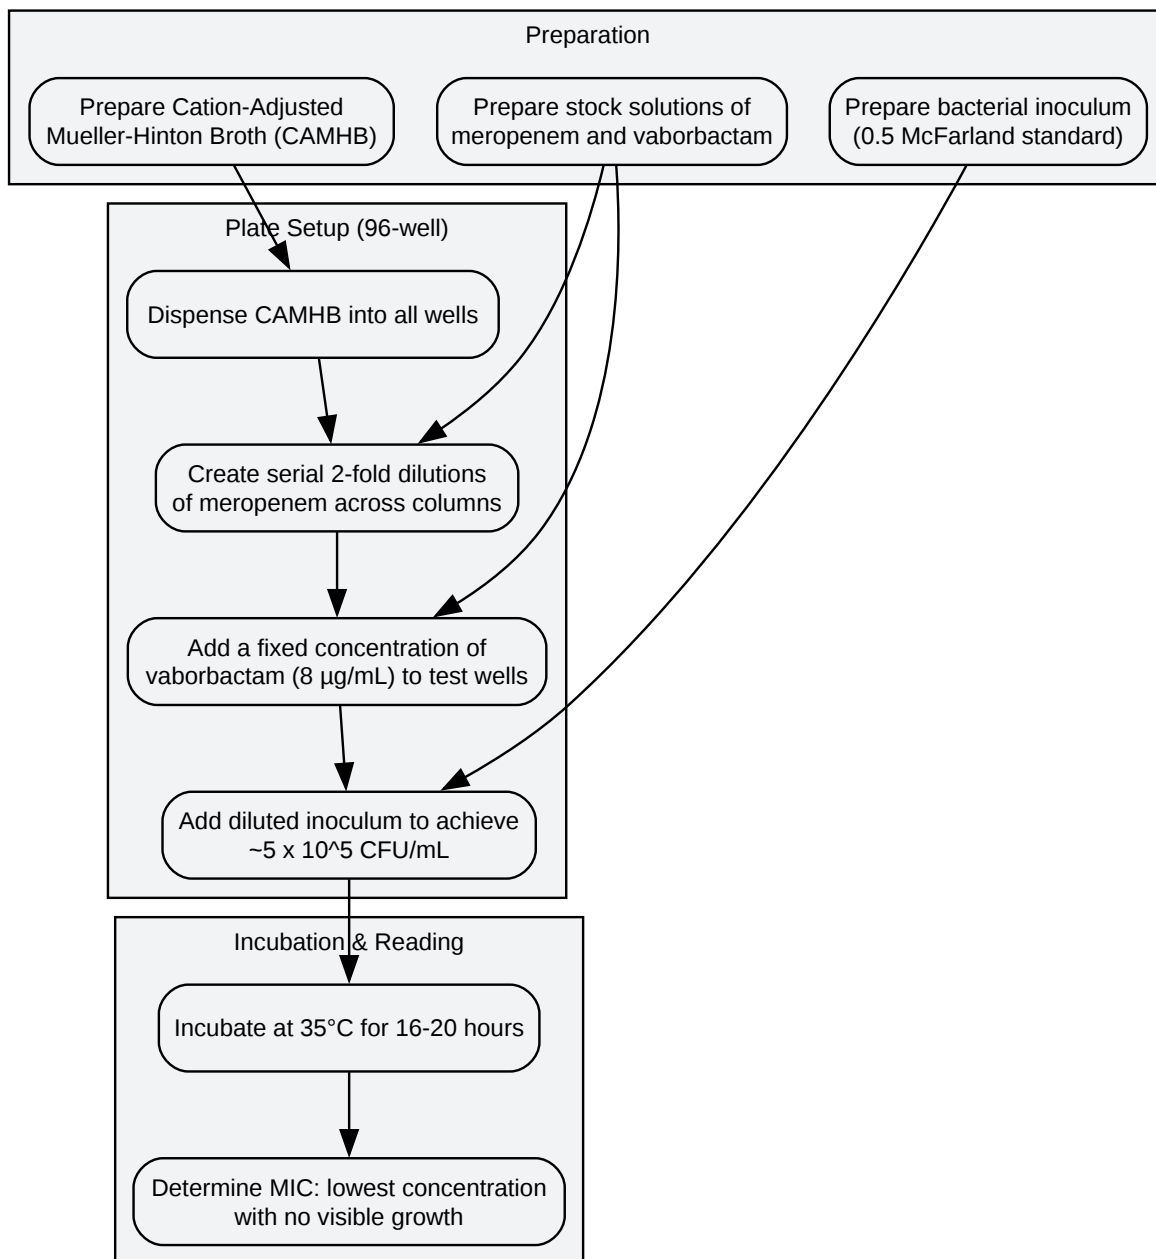 Preparation
Prepare Cation-Adjusted
Mueller-Hinton Broth (CAMHB)
Prepare stock solutions of
meropenem and vaborbactam
Prepare bacterial inoculum
(0.5 McFarland standard)
Plate Setup (96-well)
Dispense CAMHB into all wells
Create serial 2-fold dilutions
of meropenem across columns
Add a fixed concentration of
vaborbactam (8 µg/mL) to test wells
Add diluted inoculum to achieve
~5 x 10^5 CFU/mL
Incubation & Reading
Incubate at 35°C for 16-20 hours
Determine MIC: lowest concentration
with no visible growth